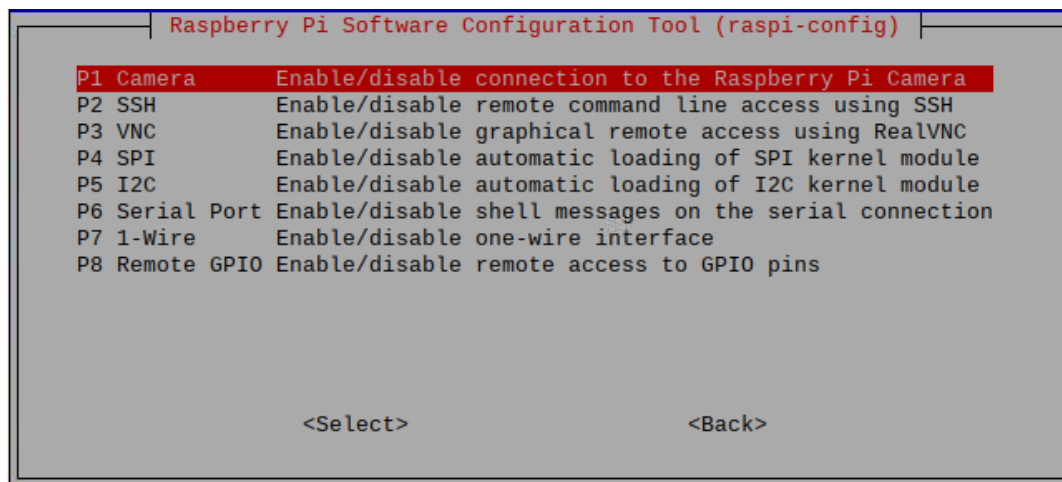 Raspberry Pi Software Configuration Tool (raspi-config)
P1 Camera Enable/disable connection to the Raspberry Pi Camera
P2 SSH Enable/disable remote command line access using SSH
P3 VNC Enable/disable graphical remote access using RealVNC
P4 SPI Enable/disable automatic loading of SPI kernel module
P5 I2C Enable/disable automatic loading of I2C kernel module
P6 Serial Port Enable/disable shell messages on the serial connection
P7 1-Wire Enable/disable one-wire interface
P8 Remote GPIO Enable/disable remote access to GPIO pins
<Select> <Back>